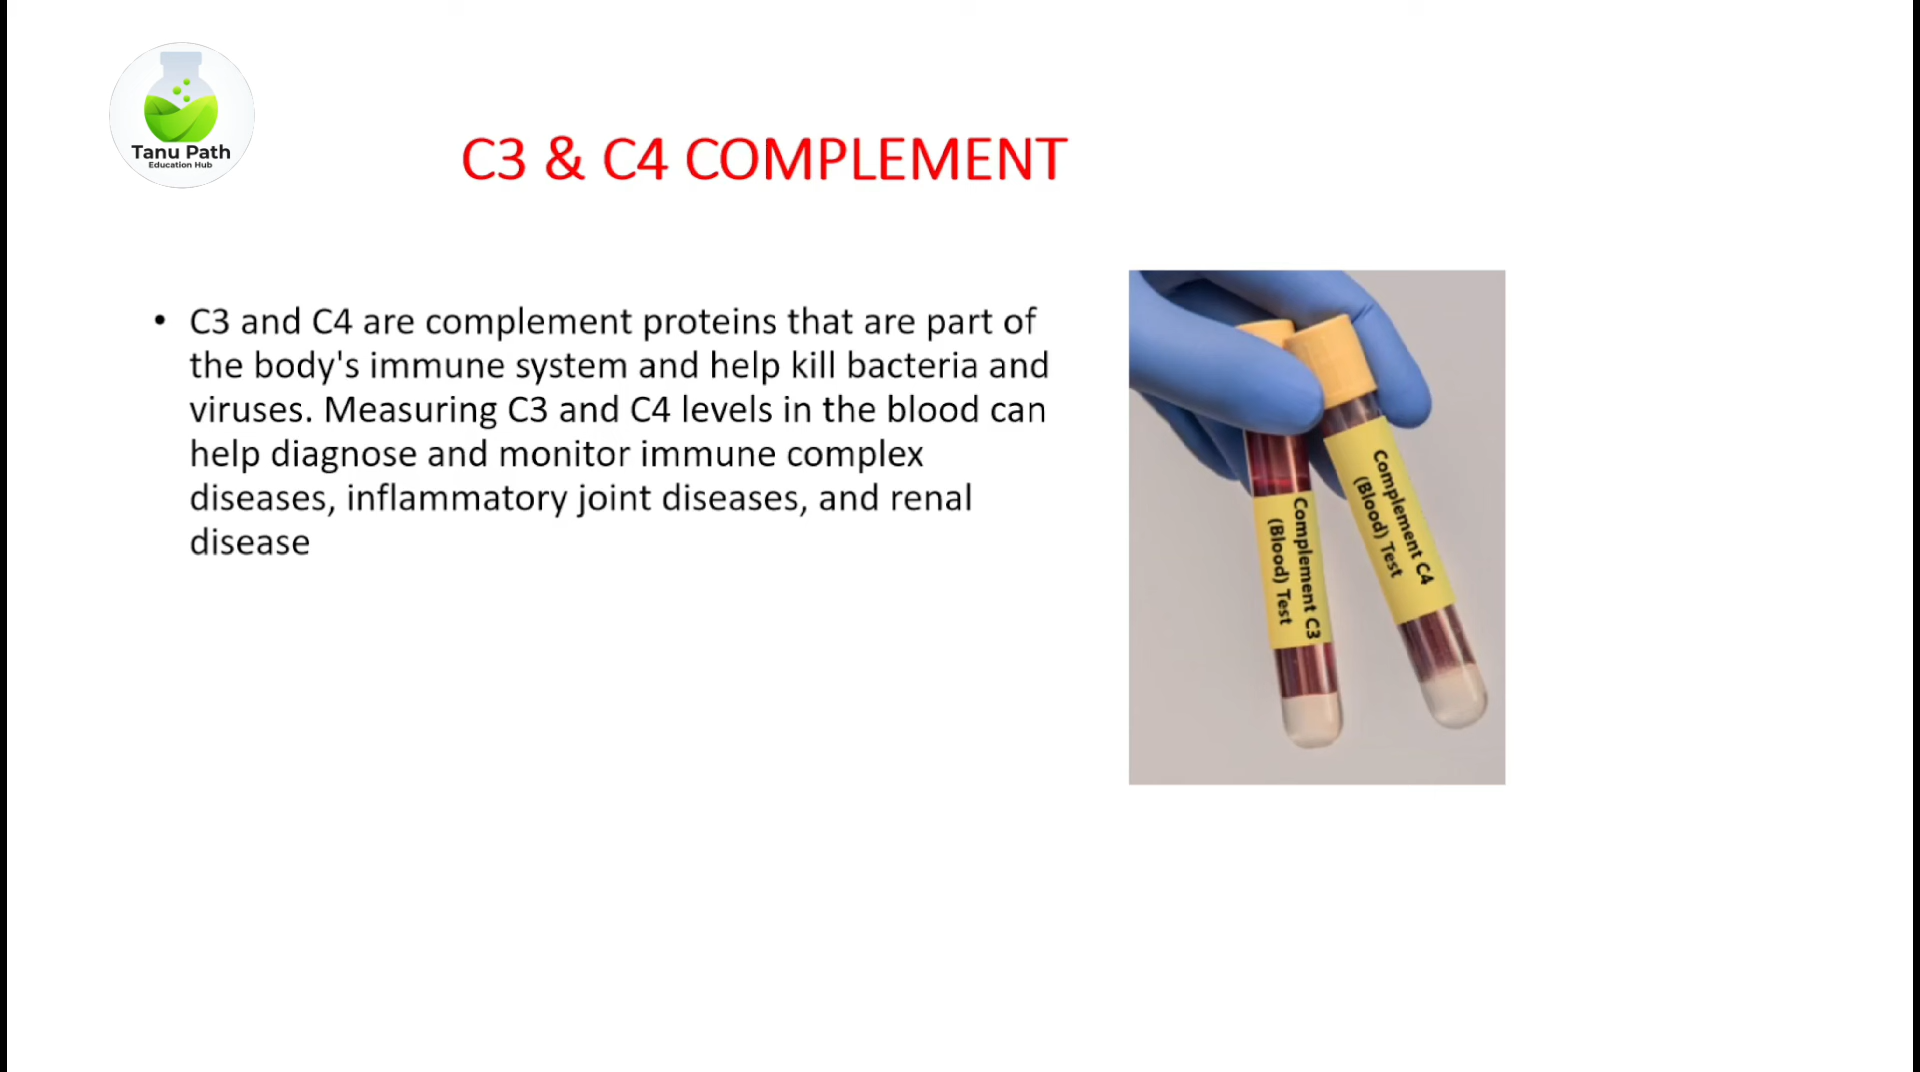 Tanu Path
Education Hub
C3 & C4 COMPLEMENT
• C3 and C4 are complement proteins that are part of
the body's immune system and help kill bacteria and
viruses. Measuring C3 and C4 levels in the blood can
help diagnose and monitor immune complex
diseases, inflammatory joint diseases, and renal
disease
Complement C3
(Blood) Test
Complement C4
(Blood) Test